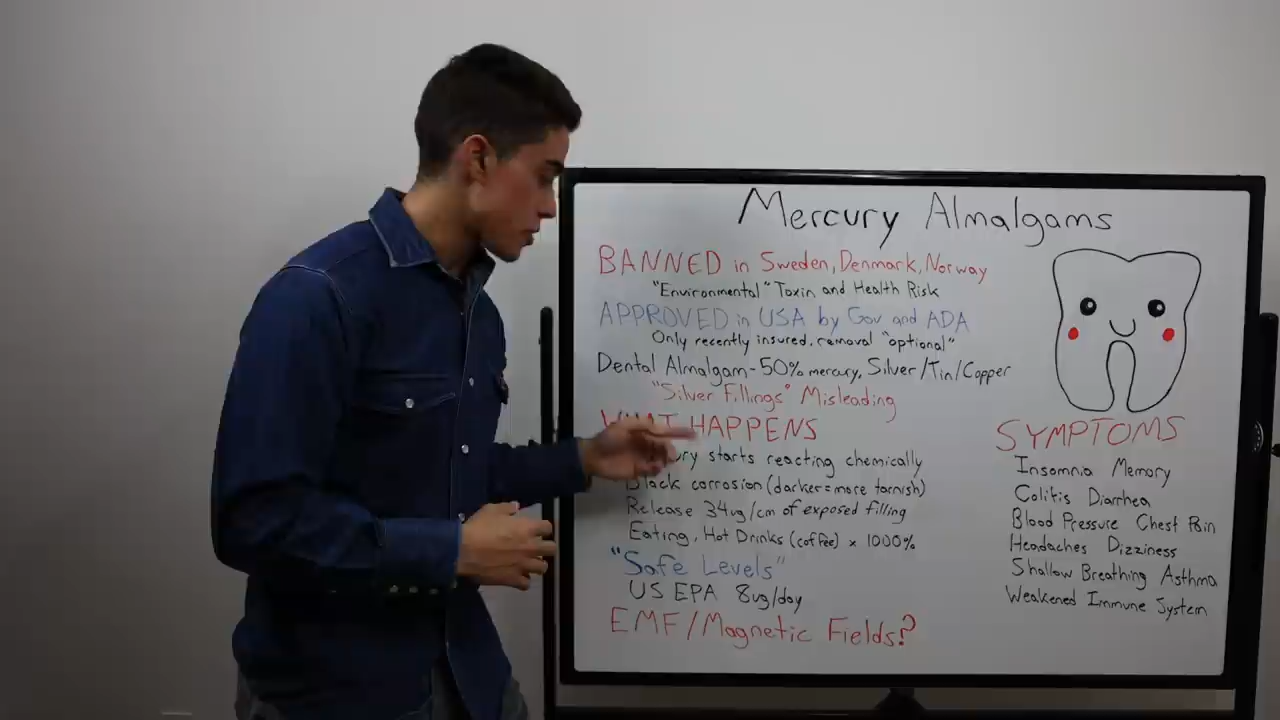 Mercury Almalgams
BANNED in Sweden, Denmark, Norway
"Environmental" Toxin and Health Risk
APPROVED in USA by Gov and ADA
Only recently insured, removal "optional"
Dental Almalgam - 50% mercury, Silver/Tin/Copper
"Silver Fillings" Misleading
WHAT HAPPENS
ry starts reacting chemically
Black corrosion (darker = more tarnish)
Release 34ug/cm of exposed filling
Eating, Hot Drinks (coffee) x 1000%
"Safe Levels"
US EPA 8ug/day
EMF/Magnetic Fields?
SYMPTOMS
Insomnia Memory
Colitis Diarrhea
Blood Pressure Chest Pain
Headaches Dizziness
Shallow Breathing Asthma
Weakened Immune System